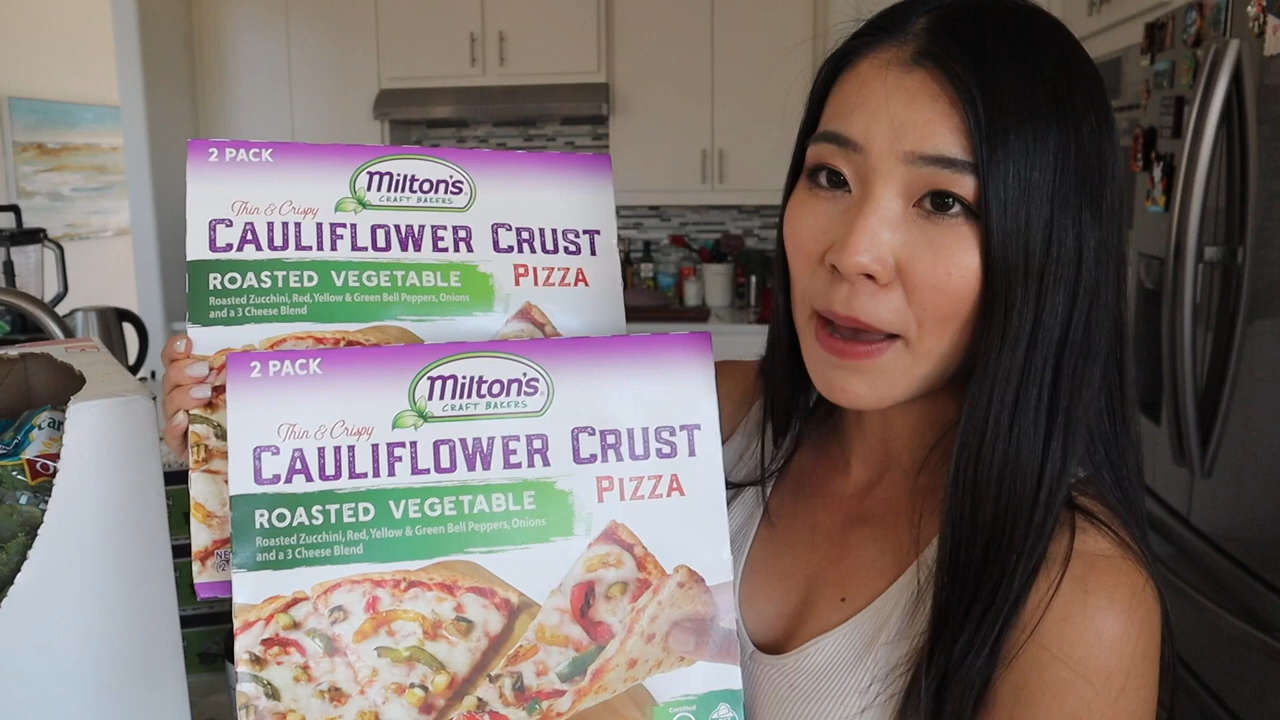 2 PACK
Milton's
CRAFT BAKERS
Thin & Crispy
CAULIFLOWER CRUST
PIZZA
ROASTED VEGETABLE
Roasted Zucchini, Red, Yellow & Green Bell Peppers, Onions
and a 3 Cheese Blend
2 PACK
Milton's
CRAFT BAKERS
Thin & Crispy
CAULIFLOWER CRUST
PIZZA
ROASTED VEGETABLE
Roasted Zucchini, Red, Yellow & Green Bell Peppers, Onions
and a 3 Cheese Blend
Certified